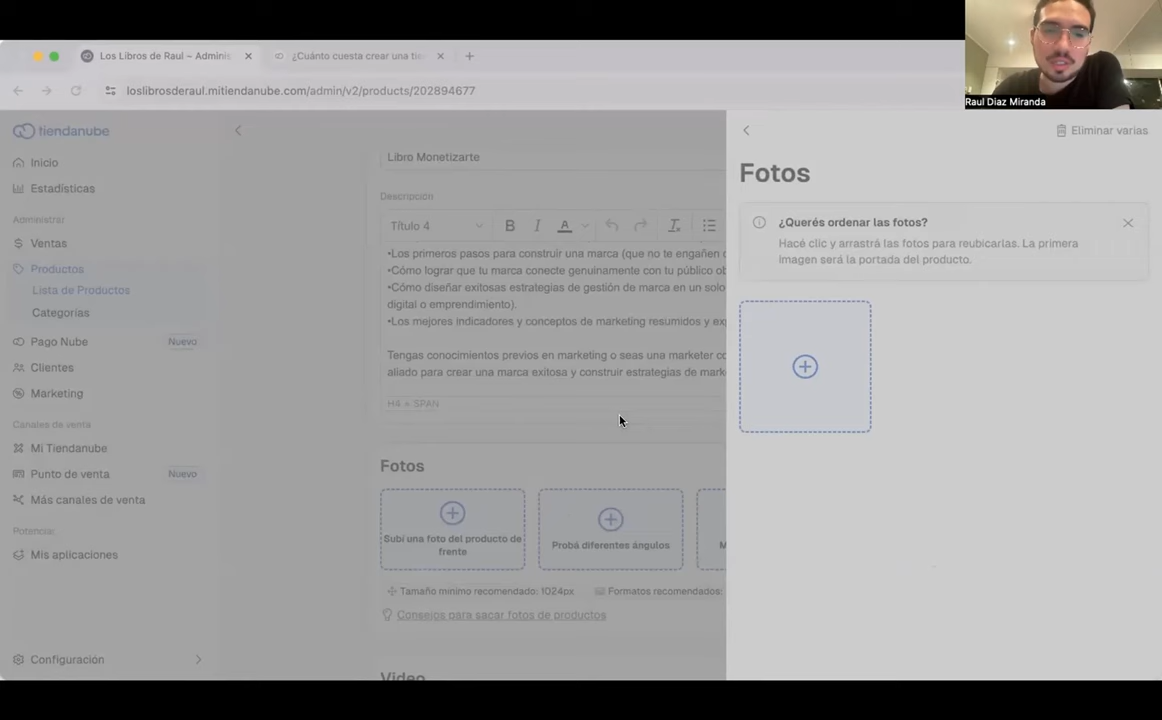 Los Libros de Raul – Adminis
¿Cuánto cuesta crear una tie
loslibrosderaul.mitiendanube.com/admin/v2/products/202894677
Raul Diaz Miranda
tiendanube
Inicio
Estadísticas
Administrar
Ventas
Productos
Lista de Productos
Categorías
Pago Nube
Nuevo
Clientes
Marketing
Canales de venta
Mi Tiendanube
Punto de venta
Nuevo
Más canales de venta
Potenciar
Mis aplicaciones
Configuración
Libro Monetizarte
Descripción
Título 4
B I A
•Los primeros pasos para construir una marca (que no te engañen
•Cómo lograr que tu marca conecte genuinamente con tu público
•Cómo diseñar exitosas estrategias de gestión de marca en un solo
digital o emprendimiento).
•Los mejores indicadores y conceptos de marketing resumidos y
Tengas conocimientos previos en marketing o seas una marketer
aliado para crear una marca exitosa y construir estrategias de
H4 » SPAN
Fotos
Subí una foto del producto de
frente
Probá diferentes ángulos
M
Tamaño mínimo recomendado: 1024px
Formatos recomendados:
Consejos para sacar fotos de productos
Video
Eliminar varias
Fotos
¿Querés ordenar las fotos?
Hacé clic y arrastrá las fotos para reubicarlas. La primera
imagen será la portada del producto.